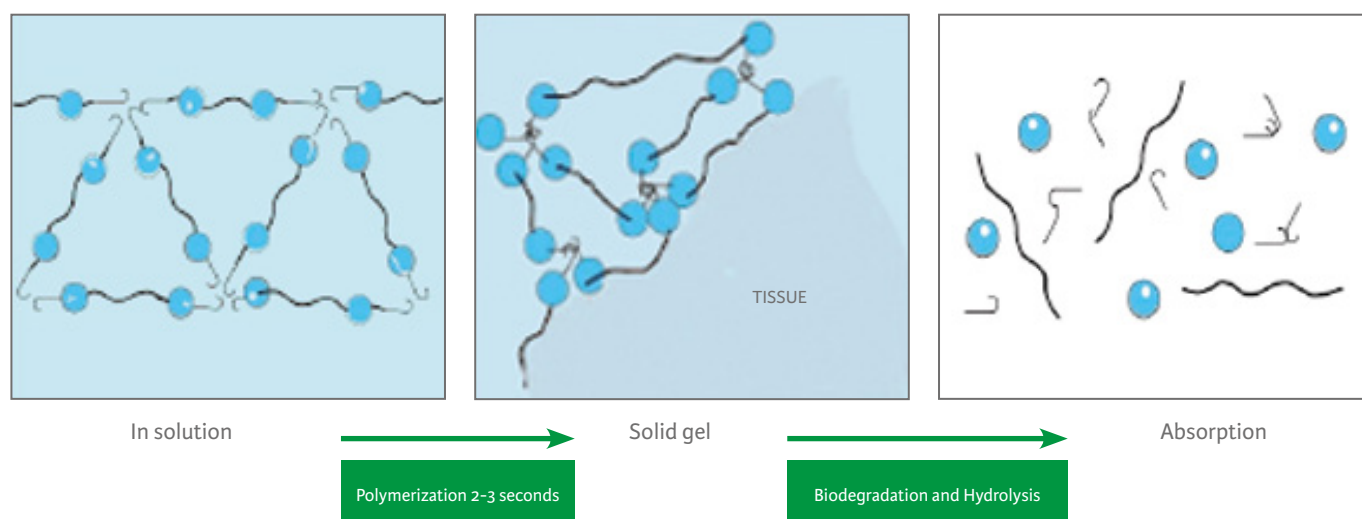 TISSUE
In solution
Solid gel
Absorption
Polymerization 2-3 seconds
Biodegradation and Hydrolysis